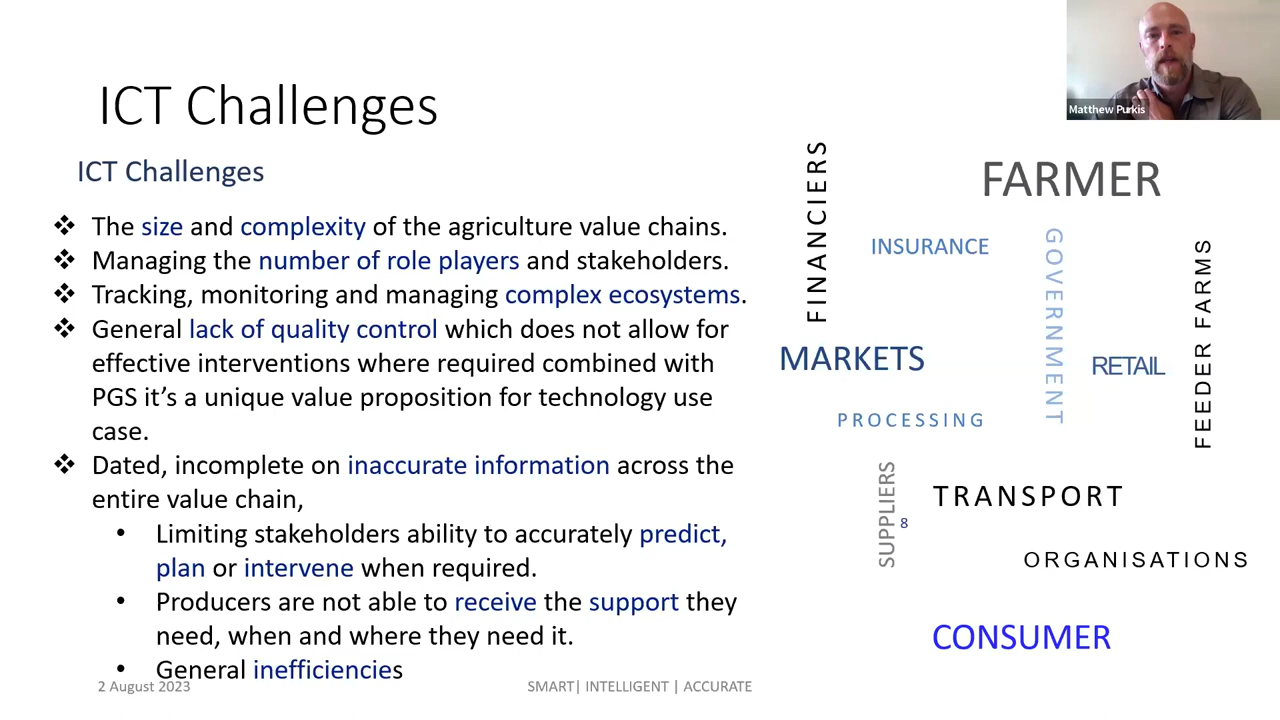 Matthew Purkis
ICT Challenges
ICT Challenges
❖ The size and complexity of the agriculture value chains.
❖ Managing the number of role players and stakeholders.
❖ Tracking, monitoring and managing complex ecosystems.
❖ General lack of quality control which does not allow for
effective interventions where required combined with
PGS it’s a unique value proposition for technology use
case.
❖ Dated, incomplete on inaccurate information across the
entire value chain,
• Limiting stakeholders ability to accurately predict,
plan or intervene when required.
• Producers are not able to receive the support they
need, when and where they need it.
• General inefficiencies
FINANCIERS
FARMER
INSURANCE
GOVERNMENT
FEEDER FARMS
MARKETS
RETAIL
PROCESSING
SUPPLIERS
8
TRANSPORT
ORGANISATIONS
CONSUMER
2 August 2023
SMART| INTELLIGENT | ACCURATE